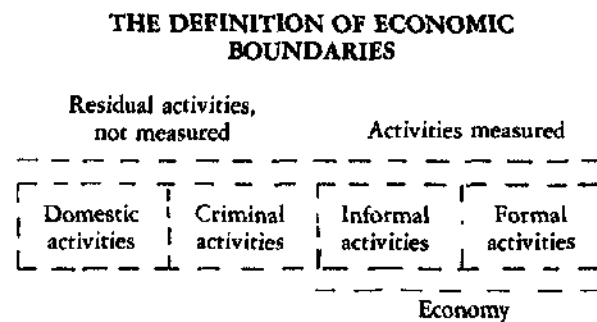 THE DEFINITION OF ECONOMIC
BOUNDARIES
Residual activities,
not measured
Activities measured
Domestic
activities
Criminal
activities
Informal
activities
Formal
activities
Economy